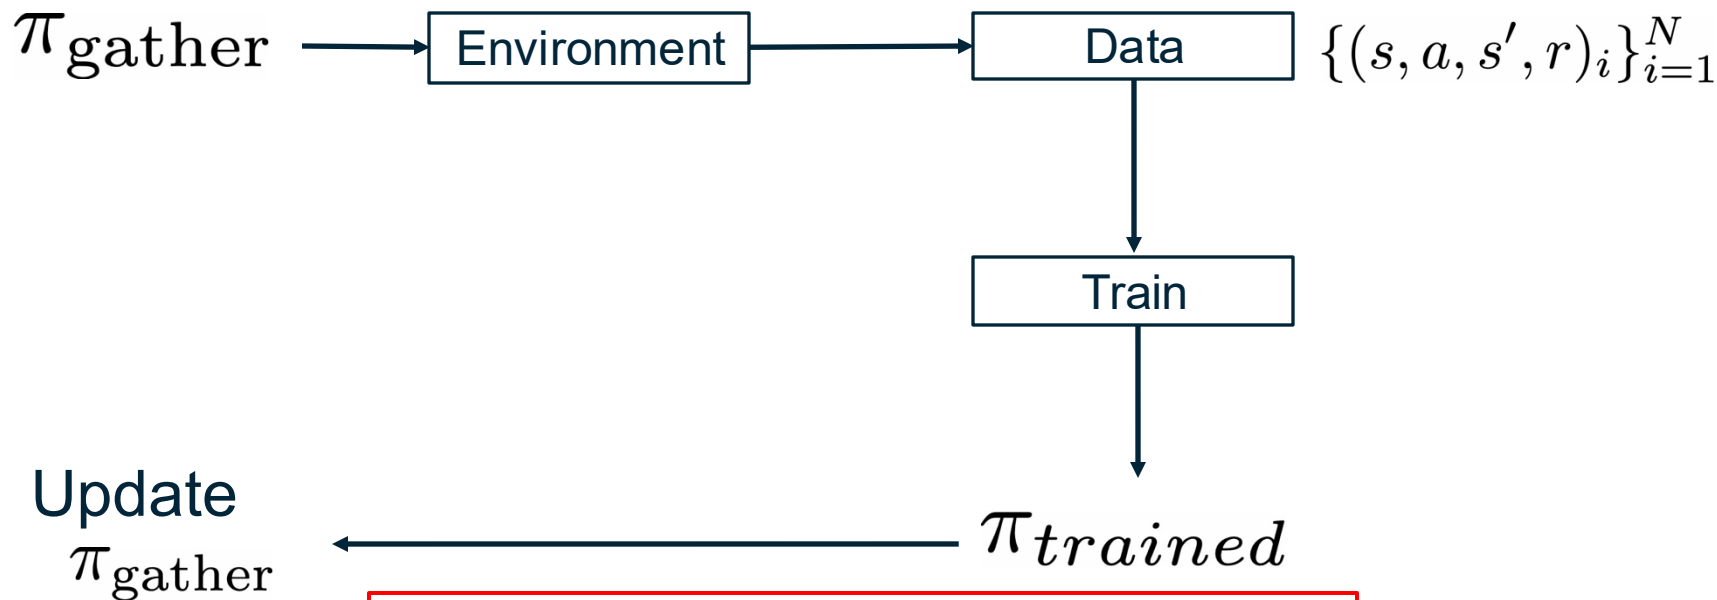 π_gather Environment Data {(s, a, s′, r)_i}_{i=1}^N
Train
Update
π_trained
π_gather